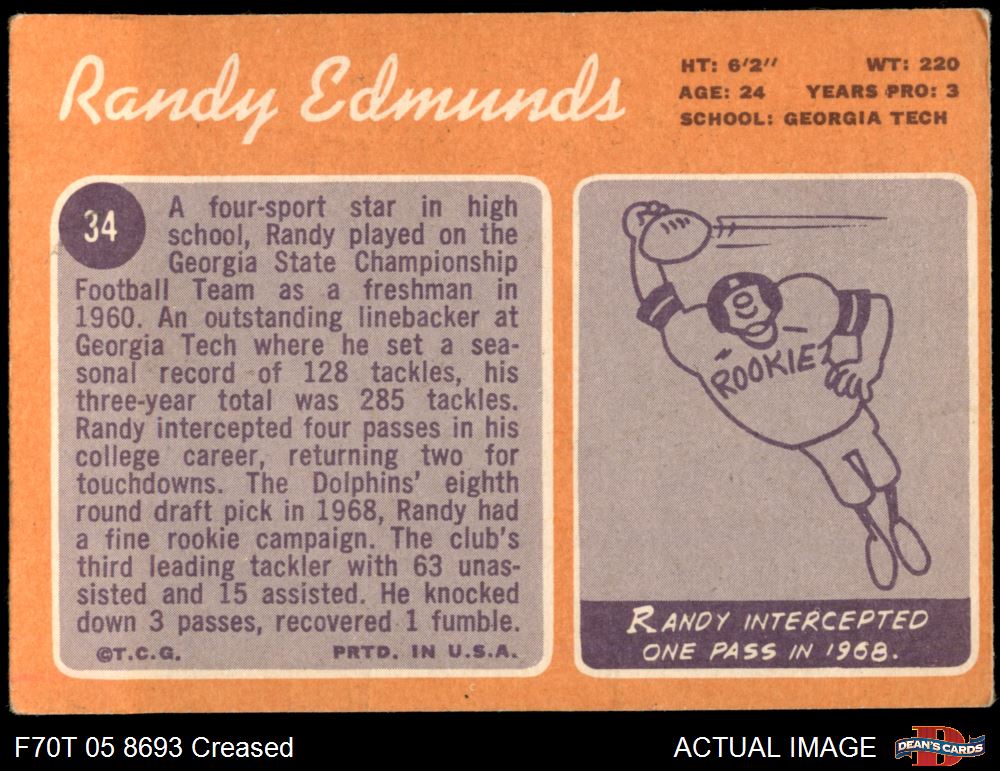 Randy Edmunds
HT: 6'2" WT: 220
AGE: 24 YEARS PRO: 3
SCHOOL: GEORGIA TECH
34
A four-sport star in high
school, Randy played on the
Georgia State Championship
Football Team as a freshman in
1960. An outstanding linebacker at
Georgia Tech where he set a sea-
sonal record of 128 tackles, his
three-year total was 285 tackles.
Randy intercepted four passes in his
college career, returning two for
touchdowns. The Dolphins' eighth
round draft pick in 1968, Randy had
a fine rookie campaign. The club's
third leading tackler with 63 unas-
sisted and 15 assisted. He knocked
down 3 passes, recovered 1 fumble.
©T.C.G. PRTD. IN U.S.A.
ROOKIE
RANDY INTERCEPTED
ONE PASS IN 1968.
F70T 05 8693 Creased
ACTUAL IMAGE
D
DEAN'S CARDS